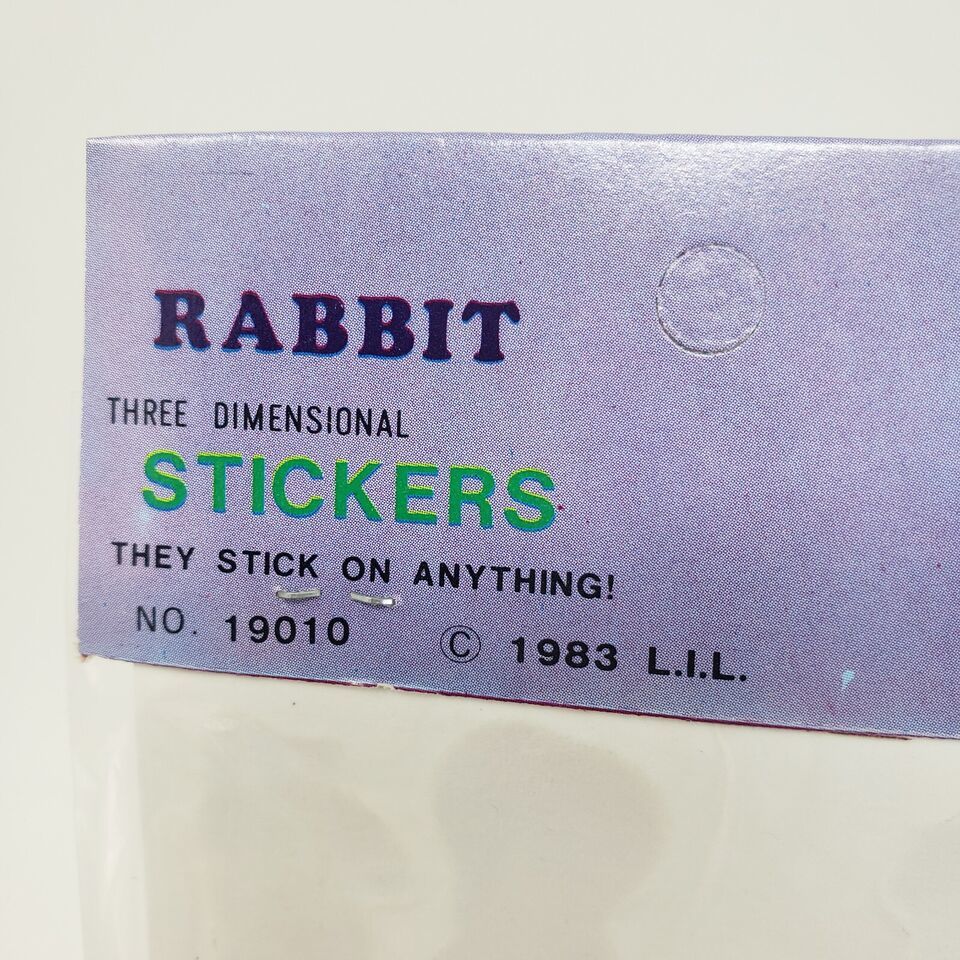 RABBIT
THREE DIMENSIONAL
STICKERS
THEY STICK ON ANYTHING!
NO. 19010 © 1983 L.I.L.